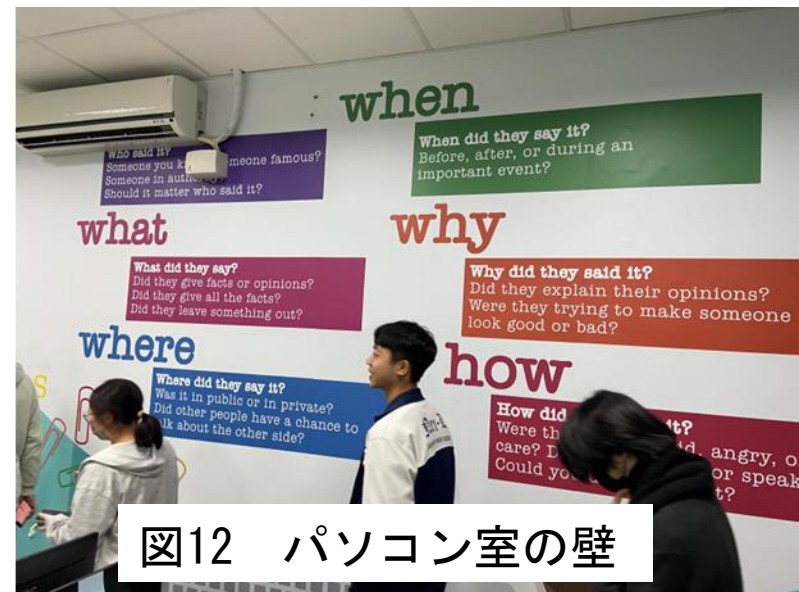 Who said it?
Someone you omeone famous?
Someone in
Should it matter who said it?
when
When did they say it?
Before, after, or during an
important event?
what
What did they say?
Did they give facts or opinions?
Did they give all the facts?
Did they leave something out?
why
Why did they said it?
Did they explain their opinions?
Were they trying to make someone
look good or bad?
where
Where did they say it?
Was it in public or in private?
Did other people have a chance to
about the other side?
how
How did it?
Were angry,
care?
Could or speak
図12 パソコン室の壁